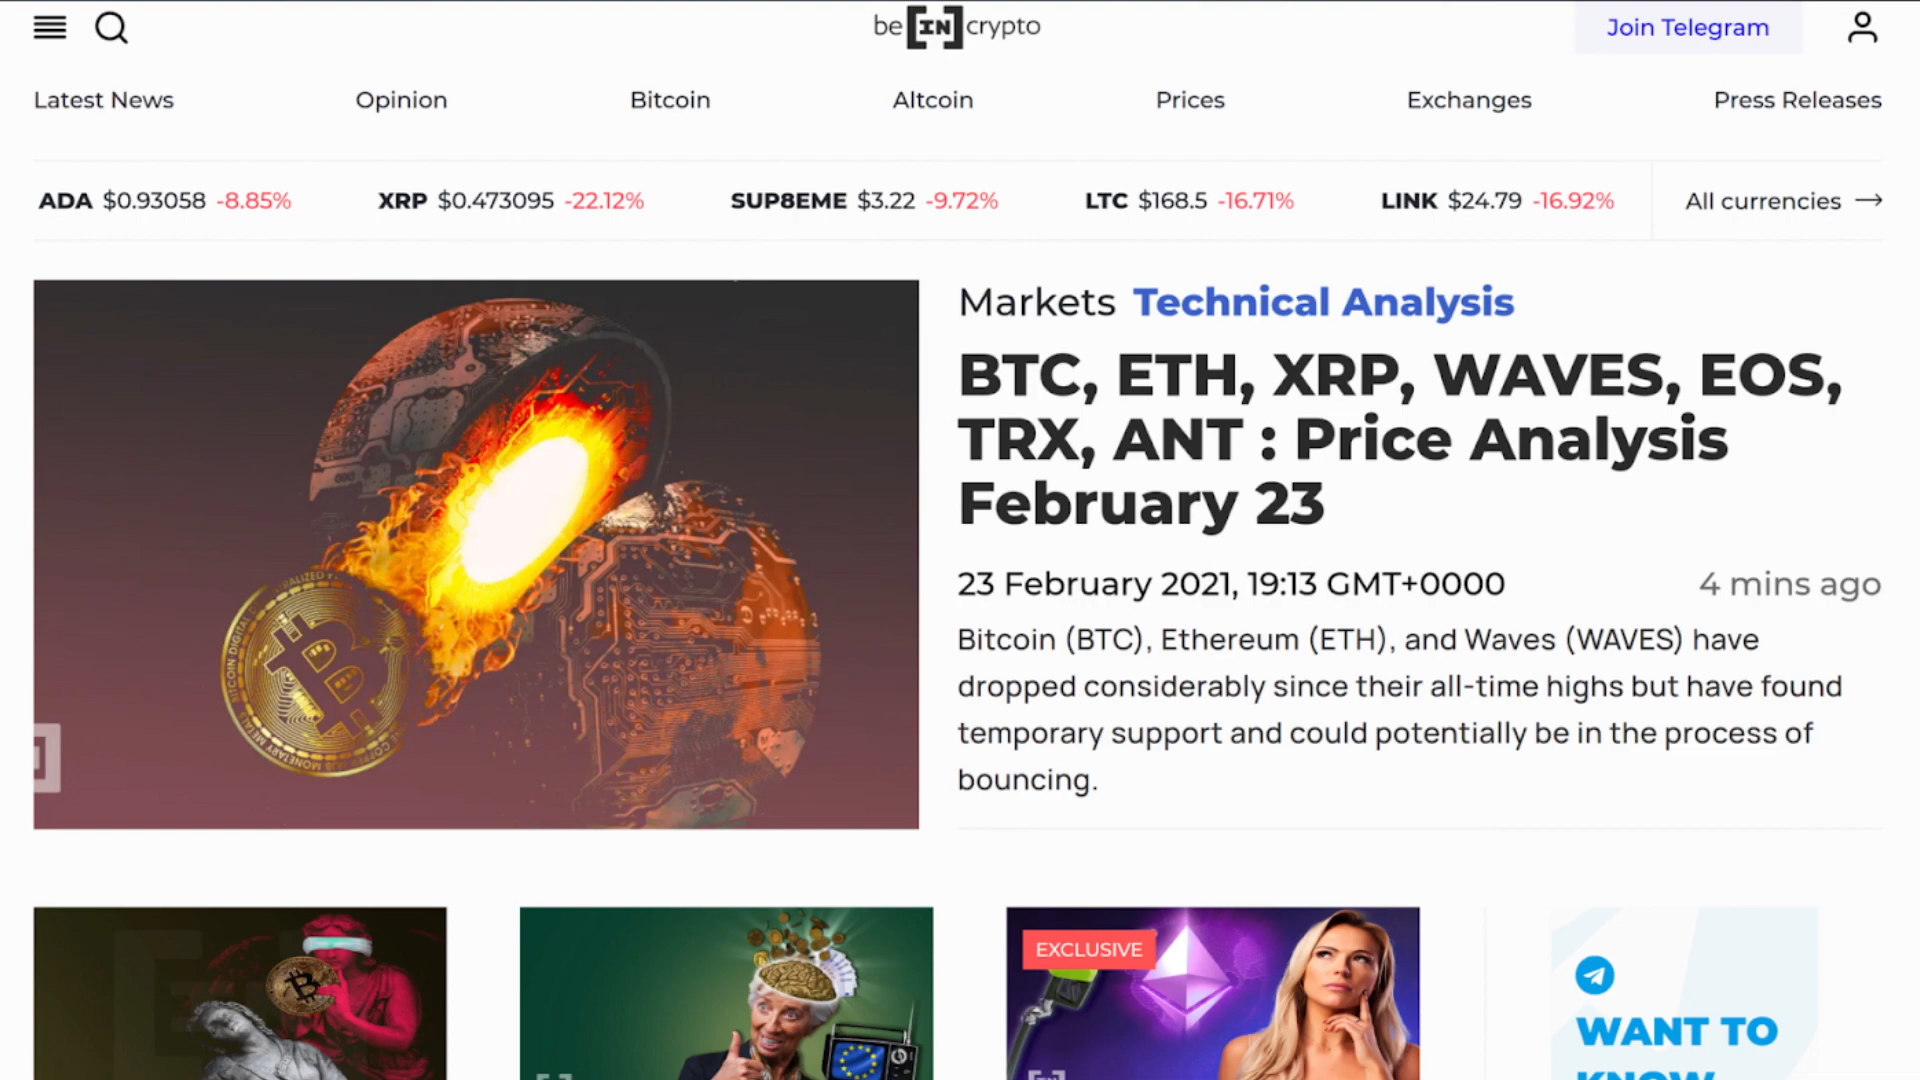 be[IN]crypto
Join Telegram
Latest News Opinion Bitcoin Altcoin Prices Exchanges Press Releases
ADA $0.93058 -8.85% XRP $0.473095 -22.12% SUP8EME $3.22 -9.72% LTC $168.5 -16.71% LINK $24.79 -16.92% All currencies →
Markets Technical Analysis
BTC, ETH, XRP, WAVES, EOS,
TRX, ANT : Price Analysis
February 23
23 February 2021, 19:13 GMT+0000 4 mins ago
Bitcoin (BTC), Ethereum (ETH), and Waves (WAVES) have
dropped considerably since their all-time highs but have found
temporary support and could potentially be in the process of
bouncing.
EXCLUSIVE
WANT TO
KNOW